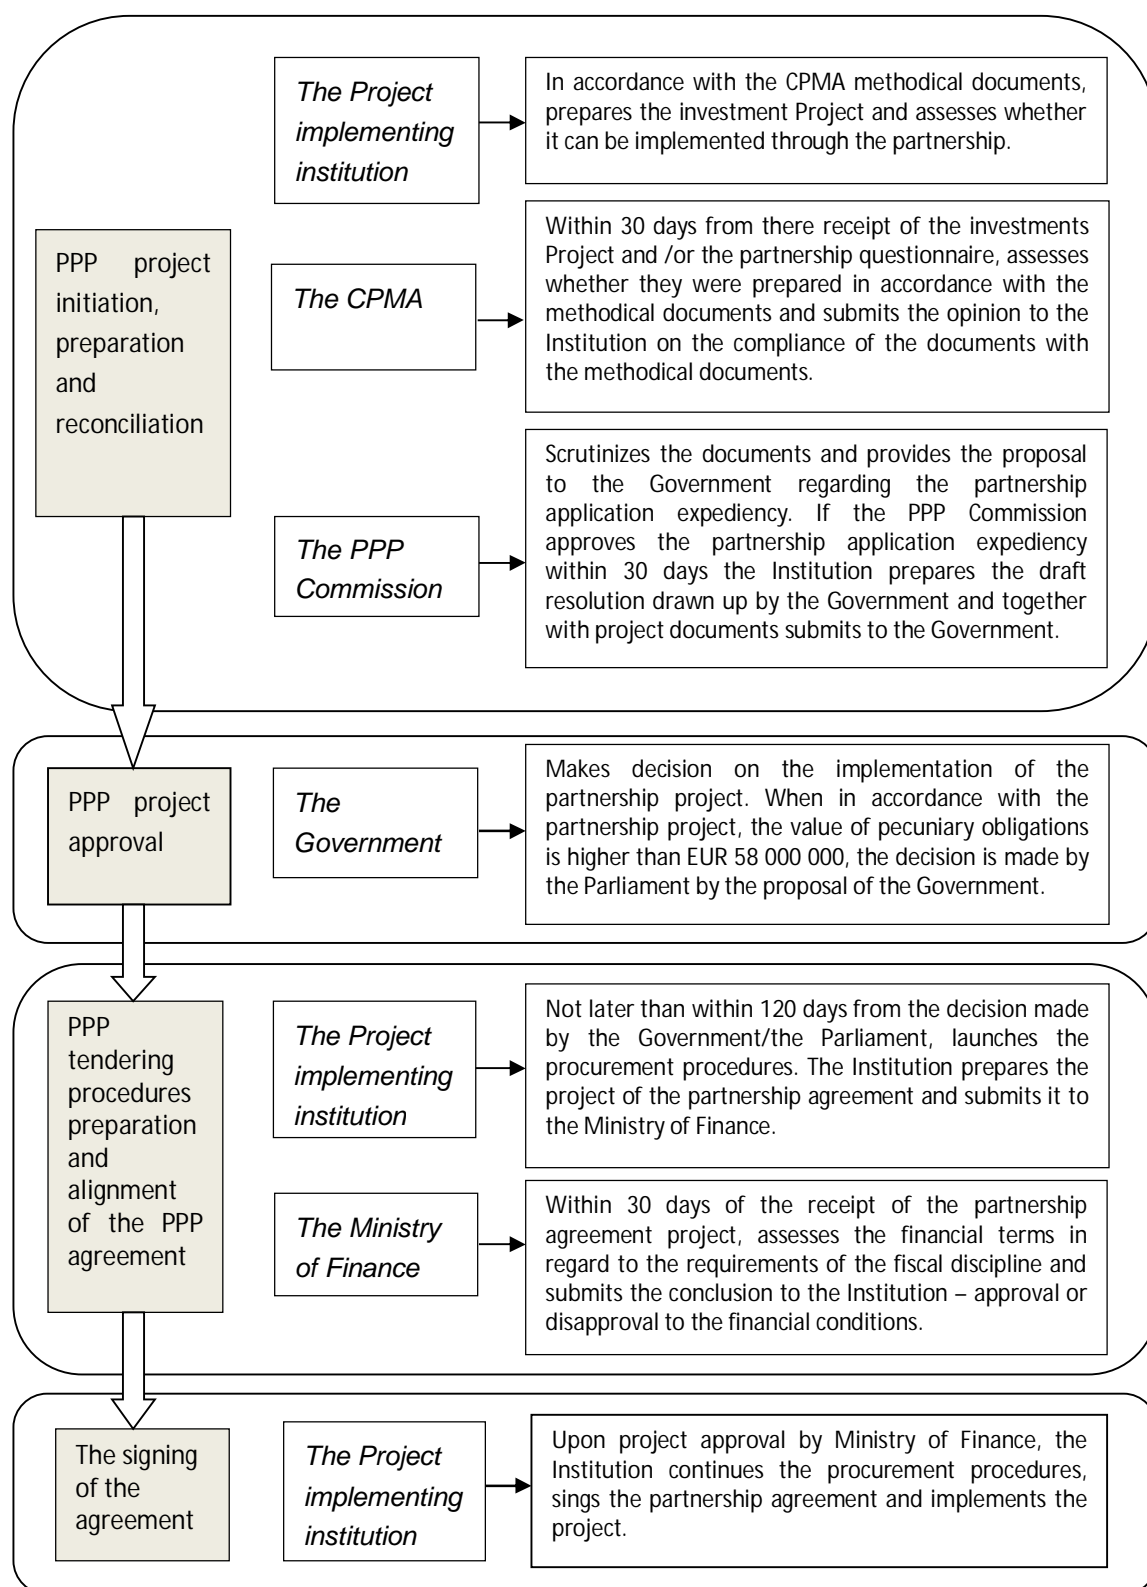 The Project
implementing
institution
In accordance with the CPMA methodical documents,
prepares the investment Project and assesses whether
it can be implemented through the partnership.
PPP project
initiation,
preparation
and
reconciliation
The CPMA
Within 30 days from there receipt of the investments
Project and /or the partnership questionnaire, assesses
whether they were prepared in accordance with the
methodical documents and submits the opinion to the
Institution on the compliance of the documents with
the methodical documents.
The PPP
Commission
Scrutinizes the documents and provides the proposal
to the Government regarding the partnership
application expediency. If the PPP Commission
approves the partnership application expediency
within 30 days the Institution prepares the draft
resolution drawn up by the Government and together
with project documents submits to the Government.
PPP project
approval
The
Government
Makes decision on the implementation of the
partnership project. When in accordance with the
partnership project, the value of pecuniary obligations
is higher than EUR 58 000 000, the decision is made by
the Parliament by the proposal of the Government.
PPP
tendering
procedures
preparation
and
alignment
of the PPP
agreement
The Project
implementing
institution
Not later than within 120 days from the decision made
by the Government/the Parliament, launches the
procurement procedures. The Institution prepares the
project of the partnership agreement and submits it to
the Ministry of Finance.
The Ministry
of Finance
Within 30 days of the receipt of the partnership
agreement project, assesses the financial terms in
regard to the requirements of the fiscal discipline and
submits the conclusion to the Institution – approval or
disapproval to the financial conditions.
The signing
of the
agreement
The Project
implementing
institution
Upon project approval by Ministry of Finance, the
Institution continues the procurement procedures,
sings the partnership agreement and implements the
project.